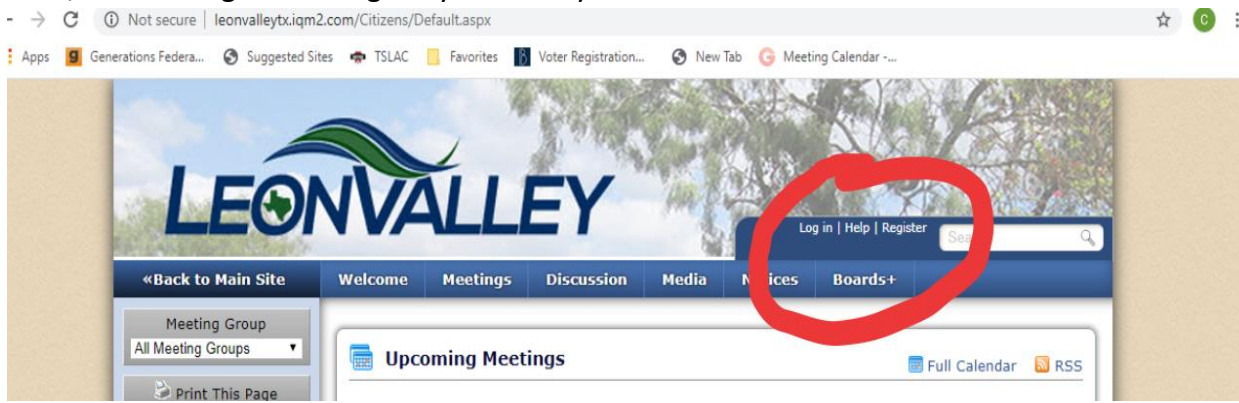 Not secure | leonvalleytx.iqm2.com/Citizens/Default.aspx
C
Apps Generations Federa... Suggested Sites TSLAC Favorites Voter Registration... New Tab Meeting Calendar -...
LEONVALLEY
Log in | Help | Register
«Back to Main Site Welcome Meetings Discussion Media Boards+
Meeting Group
All Meeting Groups
Upcoming Meetings Full Calendar RSS
Print This Page